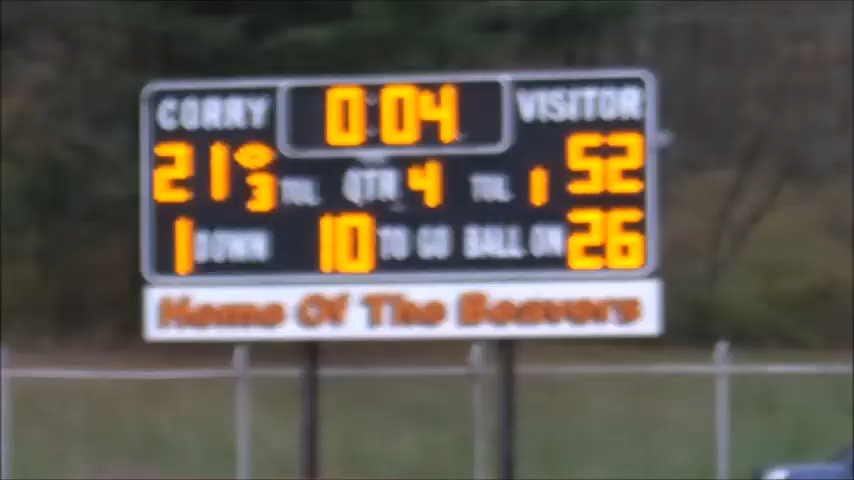 CORRY 0:04 VISITOR
21 3 TOL QTR 4 TOL 1 52
1 DOWN 10 TO GO BALL ON 26
Home Of The Beavers